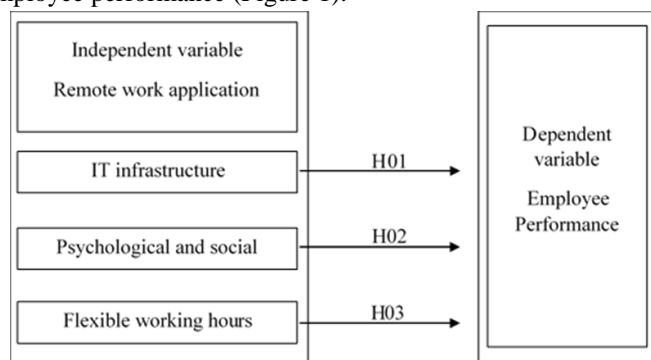 mployee performance (Figure 1).
Independent variable
Remote work application
IT infrastructure
H01
Psychological and social
H02
Flexible working hours
H03
Dependent
variable
Employee
Performance